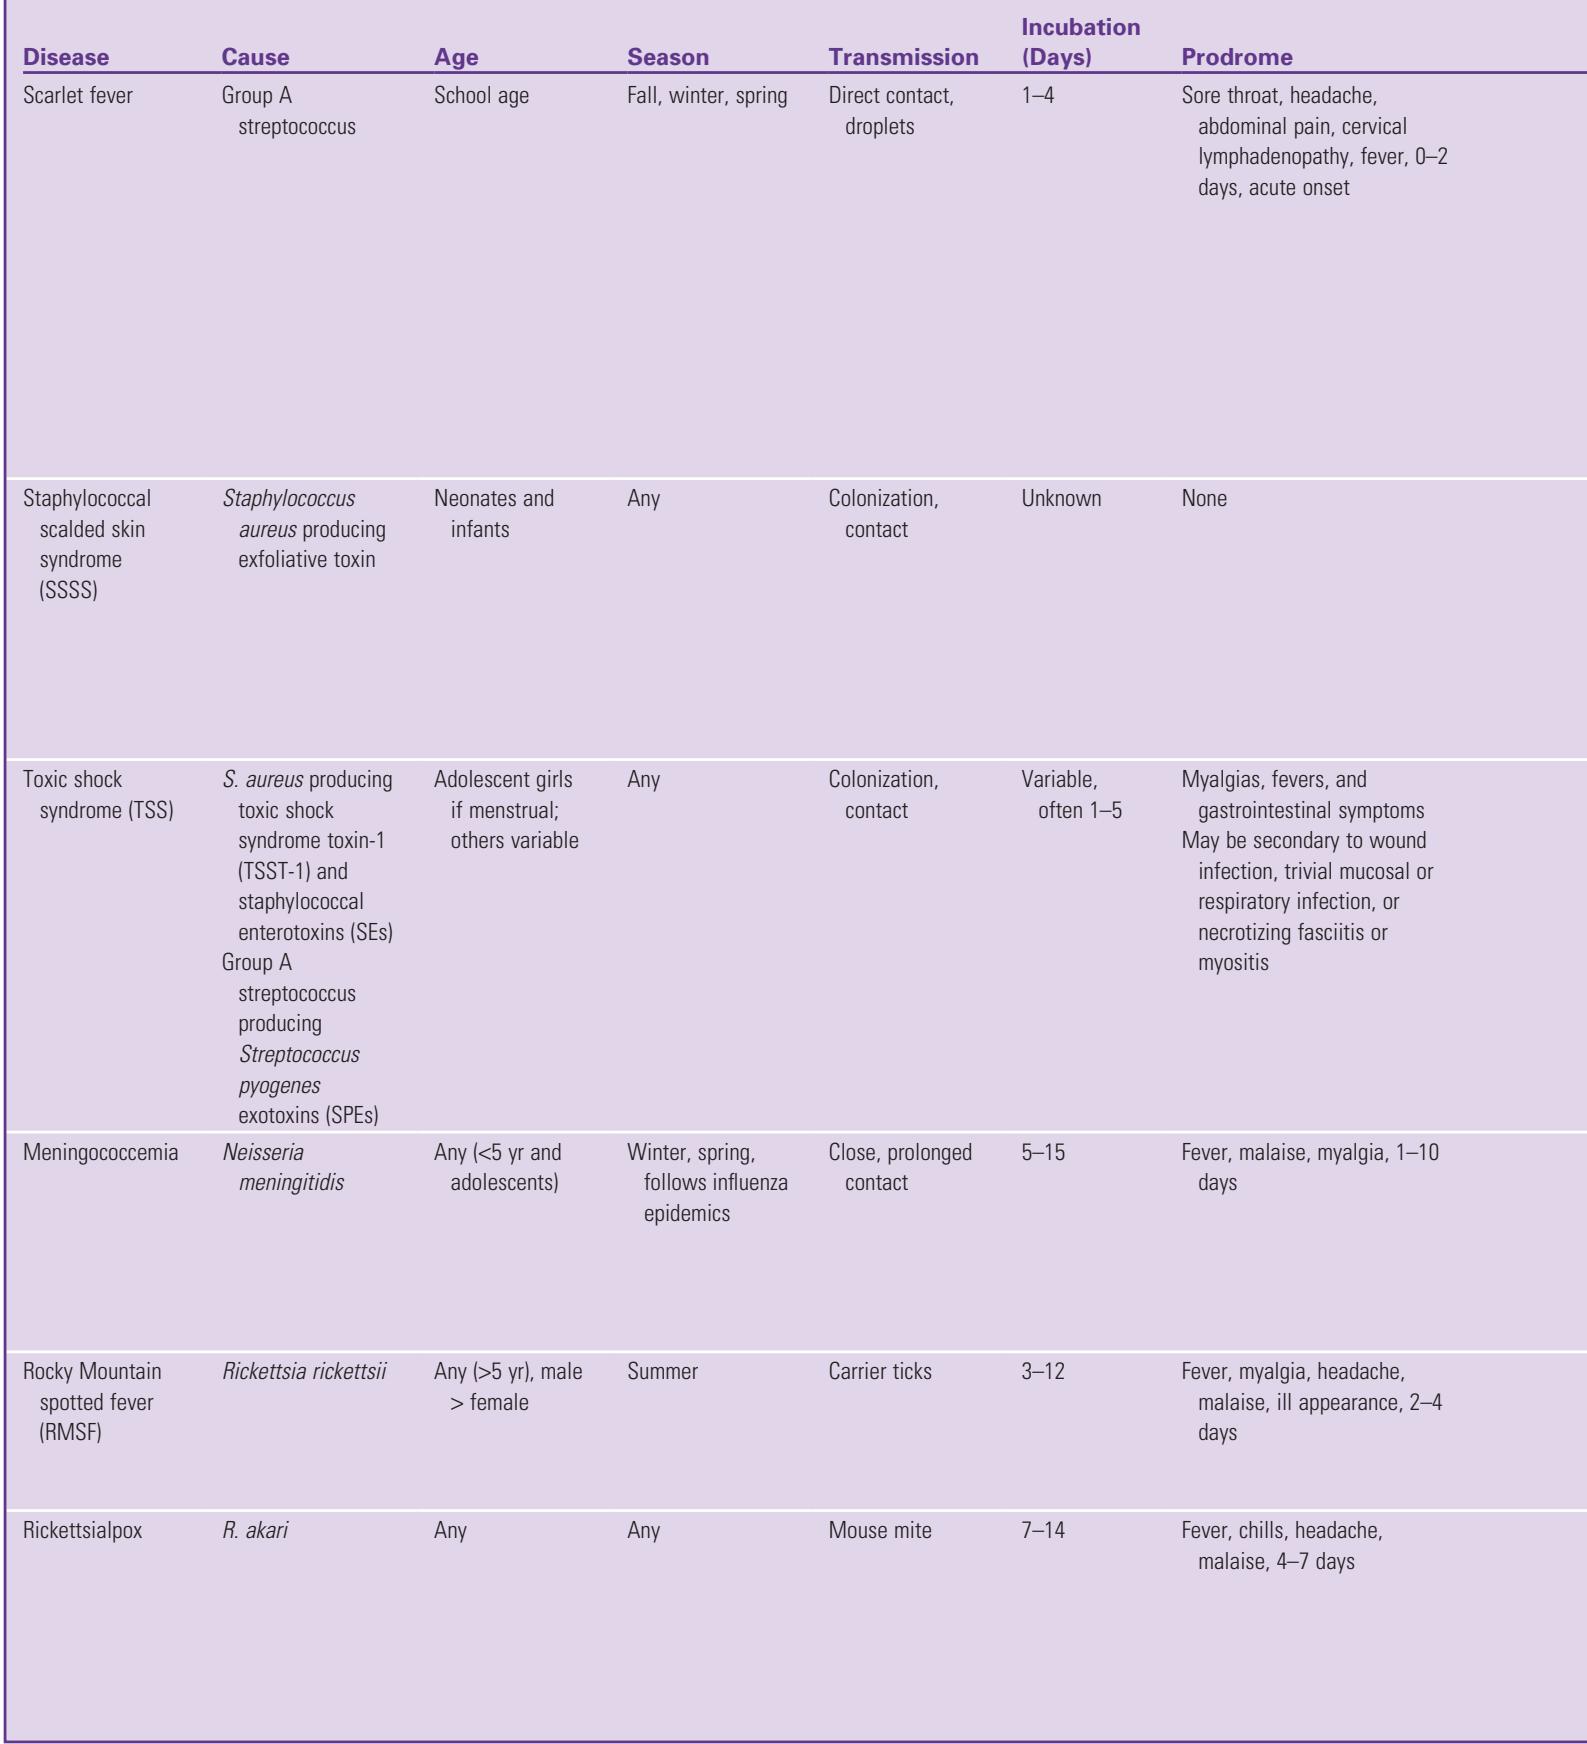 Disease Cause Age Season Transmission Incubation (Days) Prodrome
Scarlet fever
Group A
streptococcus
School age
Fall, winter, spring
Direct contact,
droplets
1–4
Sore throat, headache,
abdominal pain, cervical
lymphadenopathy, fever, 0–2
days, acute onset
Staphylococcal
scalded skin
syndrome
(SSSS)
Staphylococcus
aureus producing
exfoliative toxin
Neonates and
infants
Any
Colonization,
contact
Unknown
None
Toxic shock
syndrome (TSS)
S. aureus producing
toxic shock
syndrome toxin-1
(TSST-1) and
staphylococcal
enterotoxins (SEs)
Group A
streptococcus
producing
Streptococcus
pyogenes
exotoxins (SPEs)
Adolescent girls
if menstrual;
others variable
Any
Colonization,
contact
Variable,
often 1–5
Myalgias, fevers, and
gastrointestinal symptoms
May be secondary to wound
infection, trivial mucosal or
respiratory infection, or
necrotizing fasciitis or
myositis
Meningococcemia
Neisseria
meningitidis
Any (<5 yr and
adolescents)
Winter, spring,
follows influenza
epidemics
Close, prolonged
contact
5–15
Fever, malaise, myalgia, 1–10
days
Rocky Mountain
spotted fever
(RMSF)
Rickettsia rickettsii
Any (>5 yr), male
> female
Summer
Carrier ticks
3–12
Fever, myalgia, headache,
malaise, ill appearance, 2–4
days
Rickettsialpox
R. akari
Any
Any
Mouse mite
7–14
Fever, chills, headache,
malaise, 4–7 days